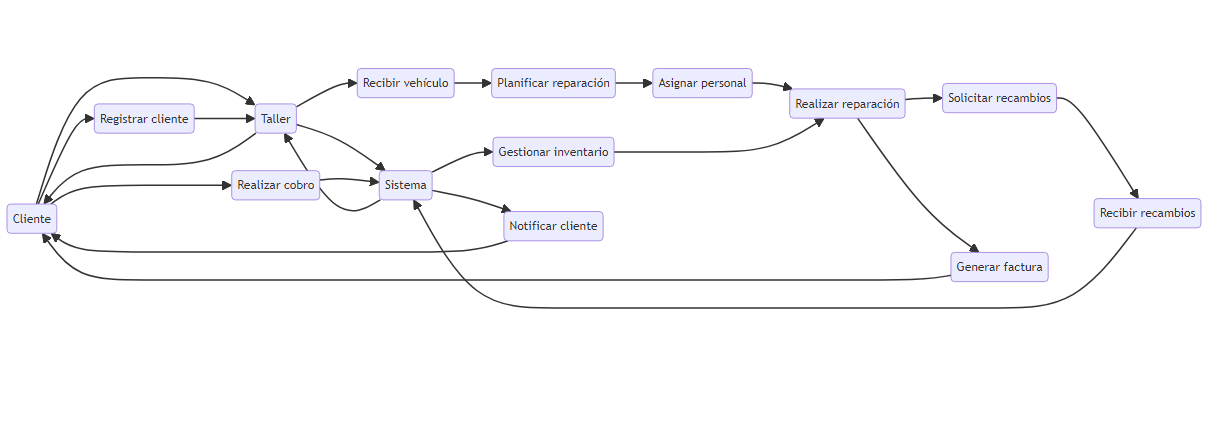 Recibir vehículo
Planificar reparación
Asignar personal
Realizar reparación
Solicitar recambios
Registrar cliente
Taller
Gestionar inventario
Realizar cobro
Sistema
Cliente
Notificar cliente
Recibir recambios
Generar factura